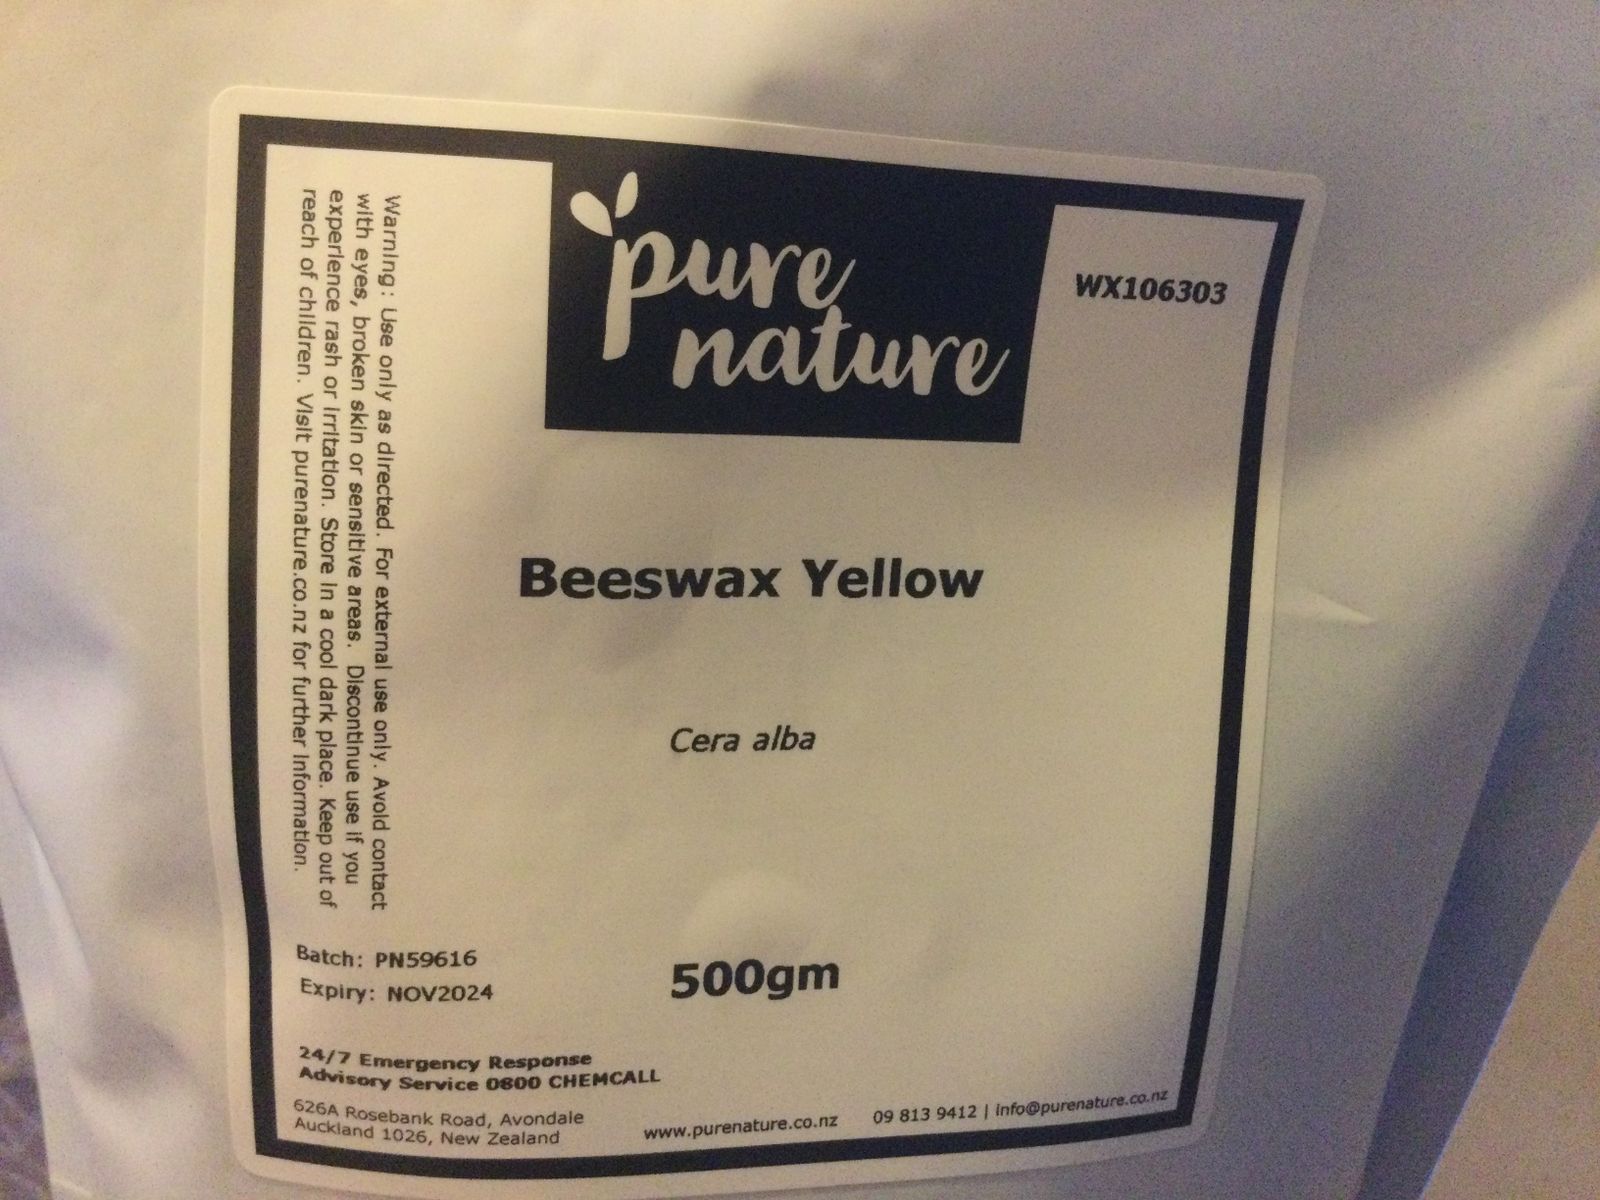 pure
nature
WX106303
Warning: Use only as directed. For external use only. Avoid contact
with eyes, broken skin or sensitive areas. Discontinue use if you
experience rash or irritation. Store in a cool dark place. Keep out of
reach of children. Visit purenature.co.nz for further information.
Beeswax Yellow
Cera alba
Batch: PN59616
Expiry: NOV2024
500gm
24/7 Emergency Response
Advisory Service 0800 CHEMCALL
626A Rosebank Road, Avondale
Auckland 1026, New Zealand
www.purenature.co.nz
09 813 9412 | info@purenature.co.nz